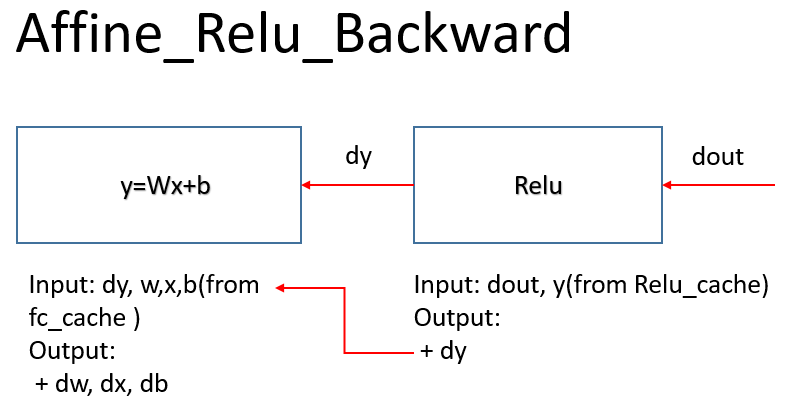 Affine_Relu_Backward
dy
dout
y=Wx+b
Relu
Input: dy, w,x,b(from
fc_cache )
Output:
+ dw, dx, db
Input: dout, y(from Relu_cache)
Output:
+ dy